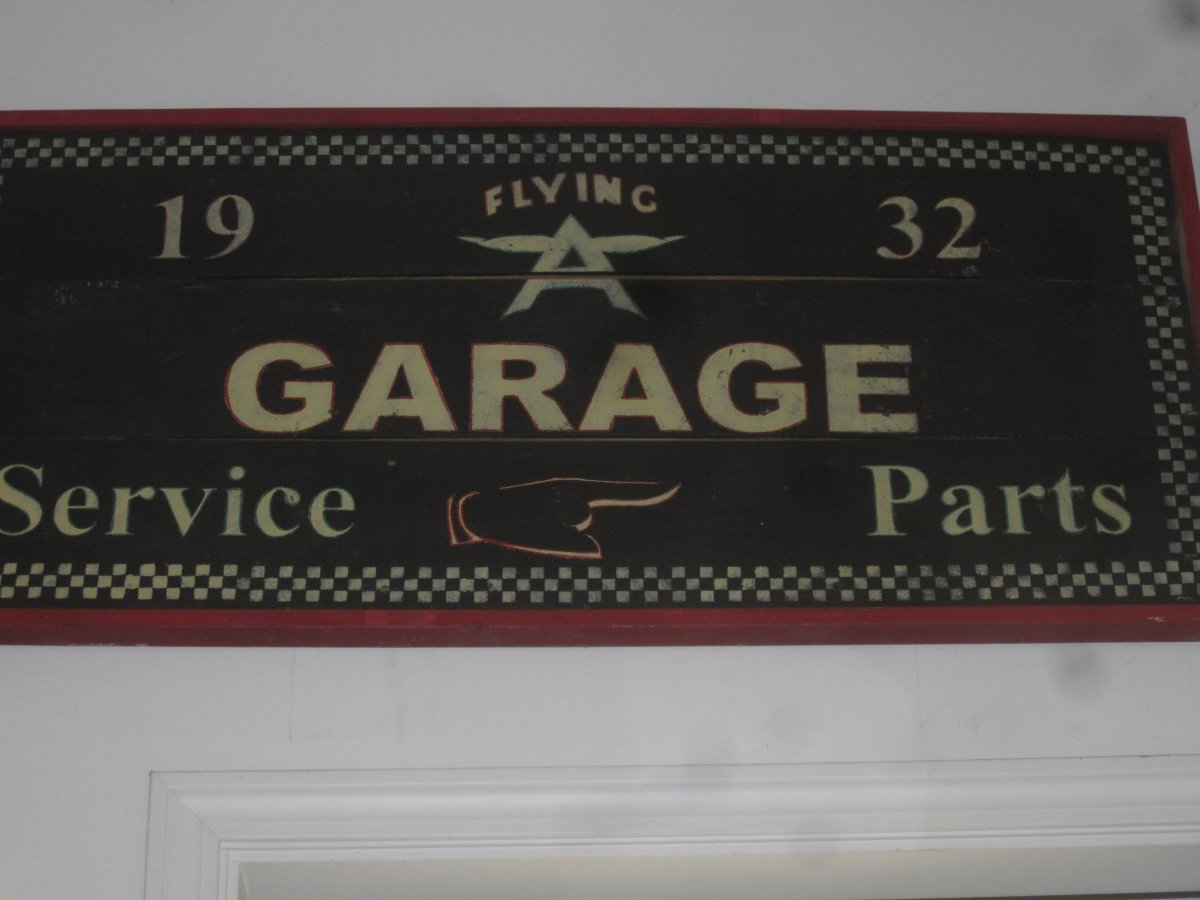 FLYING
19 A 32
GARAGE
Service Parts